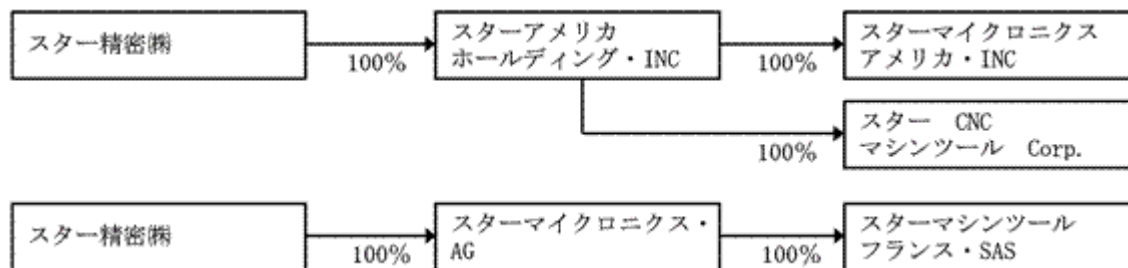 スター精密㈱
100%
スターアメリカ
ホールディング・INC
100%
スターマイクロニクス
アメリカ・INC
100%
スター　CNC
マシンツール　Corp.
スター精密㈱
100%
スターマイクロニクス・
AG
100%
スターマシンツール
フランス・SAS